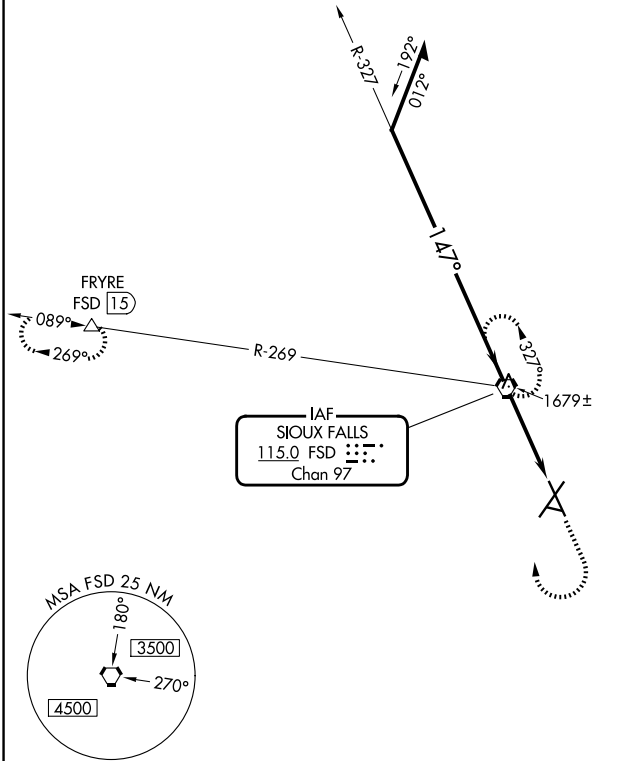 R-327
192°
012°
147°
FRYRE
FSD 15
089°
269°
R-269
327°
1679±
IAF
SIOUX FALLS
115.0 FSD
Chan 97
MSA FSD 25 NM
180°
3500
270°
4500